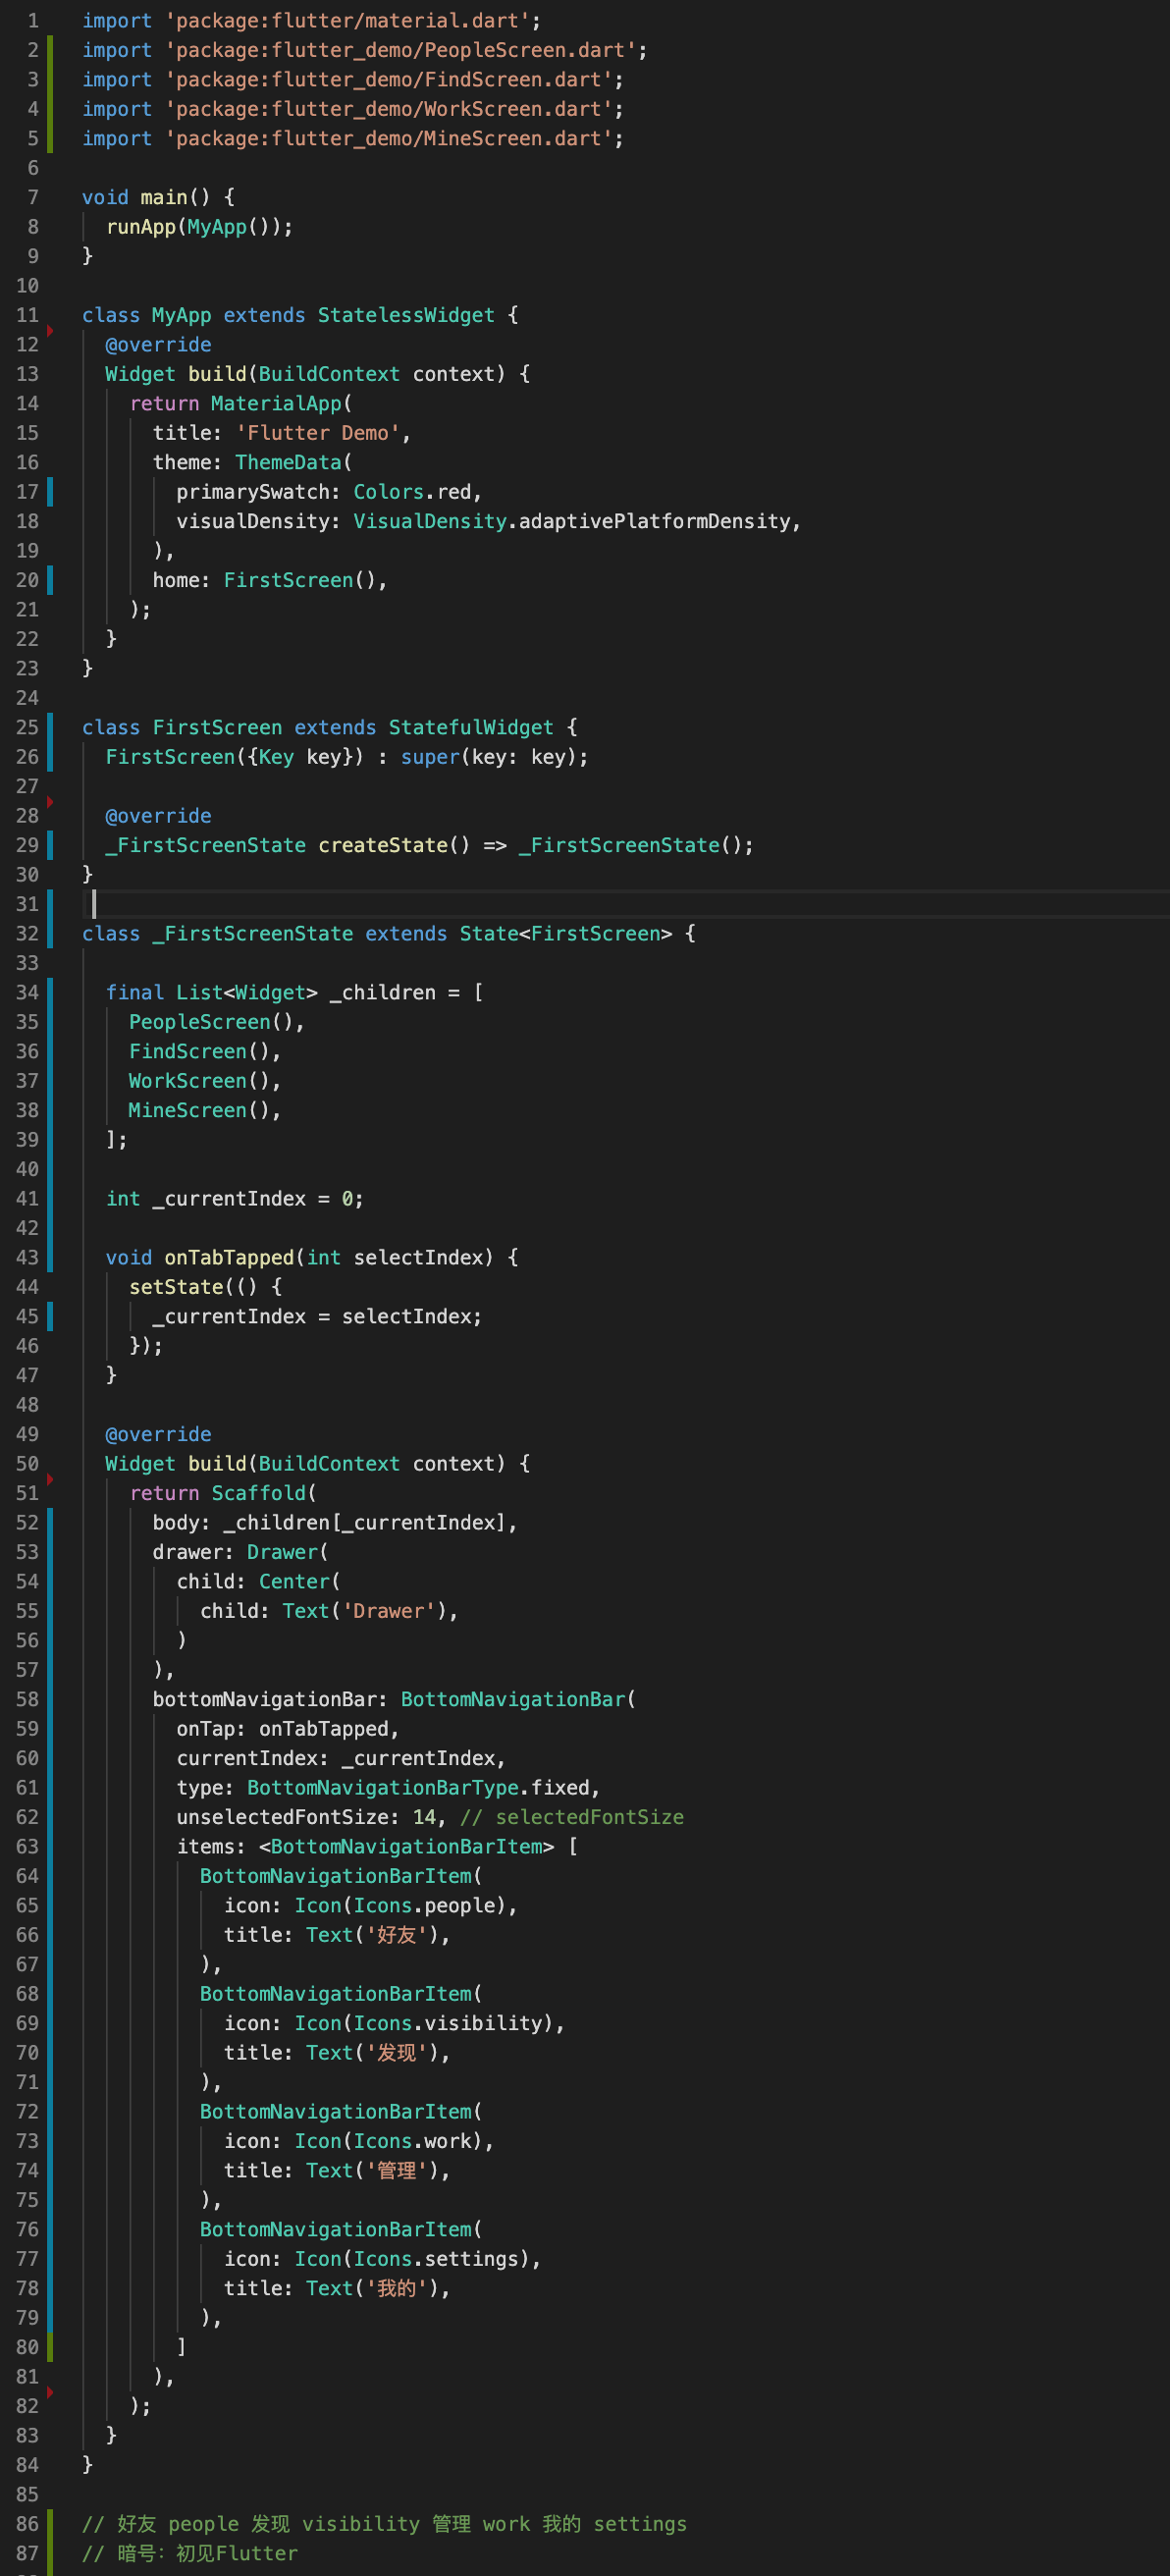 1 import 'package:flutter/material.dart';
2 import 'package:flutter_demo/PeopleScreen.dart';
3 import 'package:flutter_demo/FindScreen.dart';
4 import 'package:flutter_demo/WorkScreen.dart';
5 import 'package:flutter_demo/MineScreen.dart';
6
7 void main() {
8   runApp(MyApp());
9 }
10
11 class MyApp extends StatelessWidget {
12   @override
13   Widget build(BuildContext context) {
14     return MaterialApp(
15       title: 'Flutter Demo',
16       theme: ThemeData(
17         primarySwatch: Colors.red,
18         visualDensity: VisualDensity.adaptivePlatformDensity,
19       ),
20       home: FirstScreen(),
21     );
22   }
23 }
24
25 class FirstScreen extends StatefulWidget {
26   FirstScreen({Key key}) : super(key: key);
27
28   @override
29   _FirstScreenState createState() => _FirstScreenState();
30 }
31
32 class _FirstScreenState extends State<FirstScreen> {
33
34   final List<Widget> _children = [
35     PeopleScreen(),
36     FindScreen(),
37     WorkScreen(),
38     MineScreen(),
39   ];
40
41   int _currentIndex = 0;
42
43   void onTabTapped(int selectIndex) {
44     setState(() {
45       _currentIndex = selectIndex;
46     });
47   }
48
49   @override
50   Widget build(BuildContext context) {
51     return Scaffold(
52       body: _children[_currentIndex],
53       drawer: Drawer(
54         child: Center(
55           child: Text('Drawer'),
56         )
57       ),
58       bottomNavigationBar: BottomNavigationBar(
59         onTap: onTabTapped,
60         currentIndex: _currentIndex,
61         type: BottomNavigationBarType.fixed,
62         unselectedFontSize: 14, // selectedFontSize
63         items: <BottomNavigationBarItem> [
64           BottomNavigationBarItem(
65             icon: Icon(Icons.people),
66             title: Text('好友'),
67           ),
68           BottomNavigationBarItem(
69             icon: Icon(Icons.visibility),
70             title: Text('发现'),
71           ),
72           BottomNavigationBarItem(
73             icon: Icon(Icons.work),
74             title: Text('管理'),
75           ),
76           BottomNavigationBarItem(
77             icon: Icon(Icons.settings),
78             title: Text('我的'),
79           ),
80         ]
81       ),
82     );
83   }
84 }
85
86 // 好友 people 发现 visibility 管理 work 我的 settings
87 // 暗号：初见Flutter